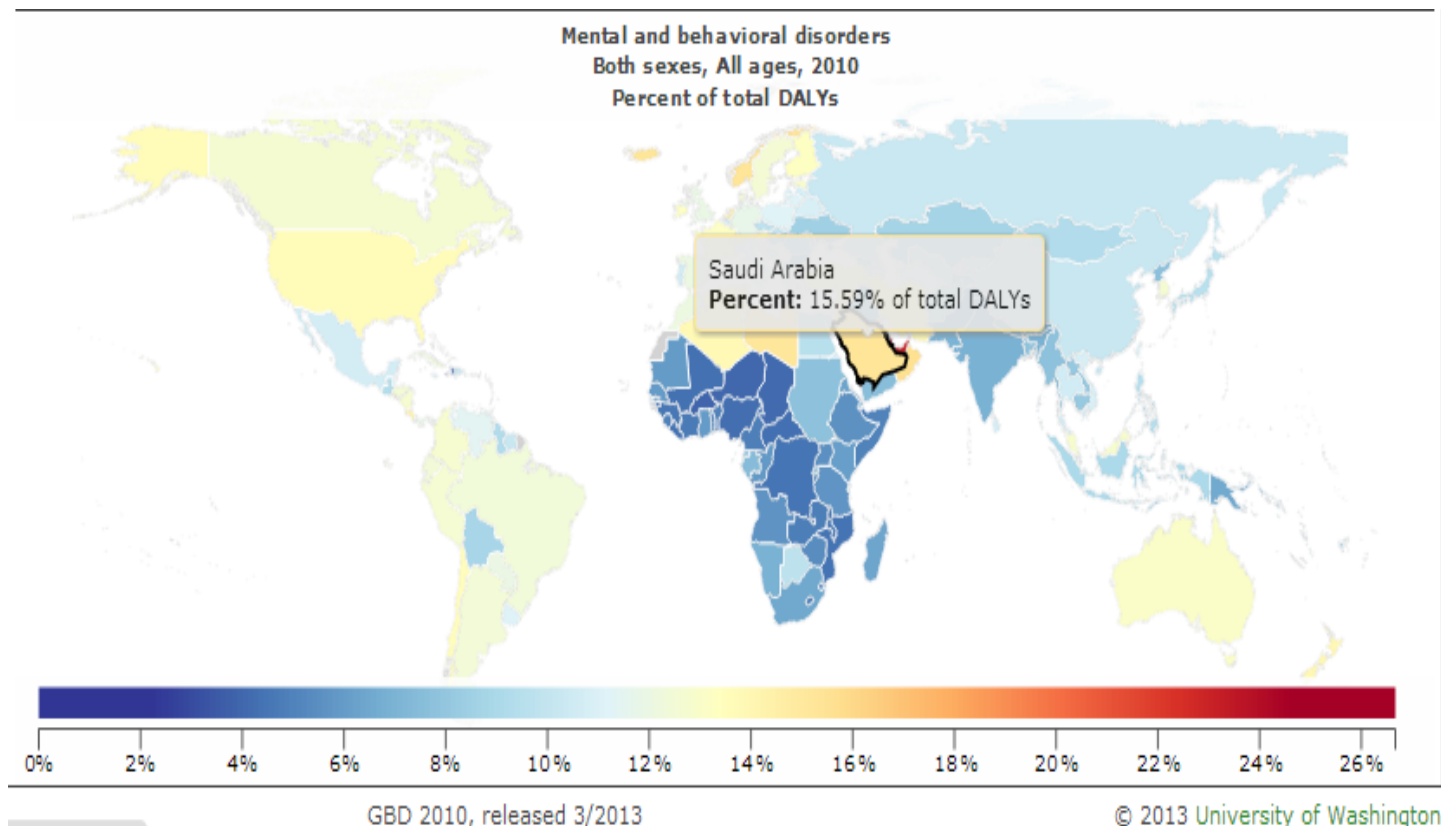 Mental and behavioral disorders
Both sexes, All ages, 2010
Percent of total DALYs
Saudi Arabia
Percent: 15.59% of total DALYs
0% 2% 4% 6% 8% 10% 12% 14% 16% 18% 20% 22% 24% 26%
GBD 2010, released 3/2013 © 2013 University of Washington